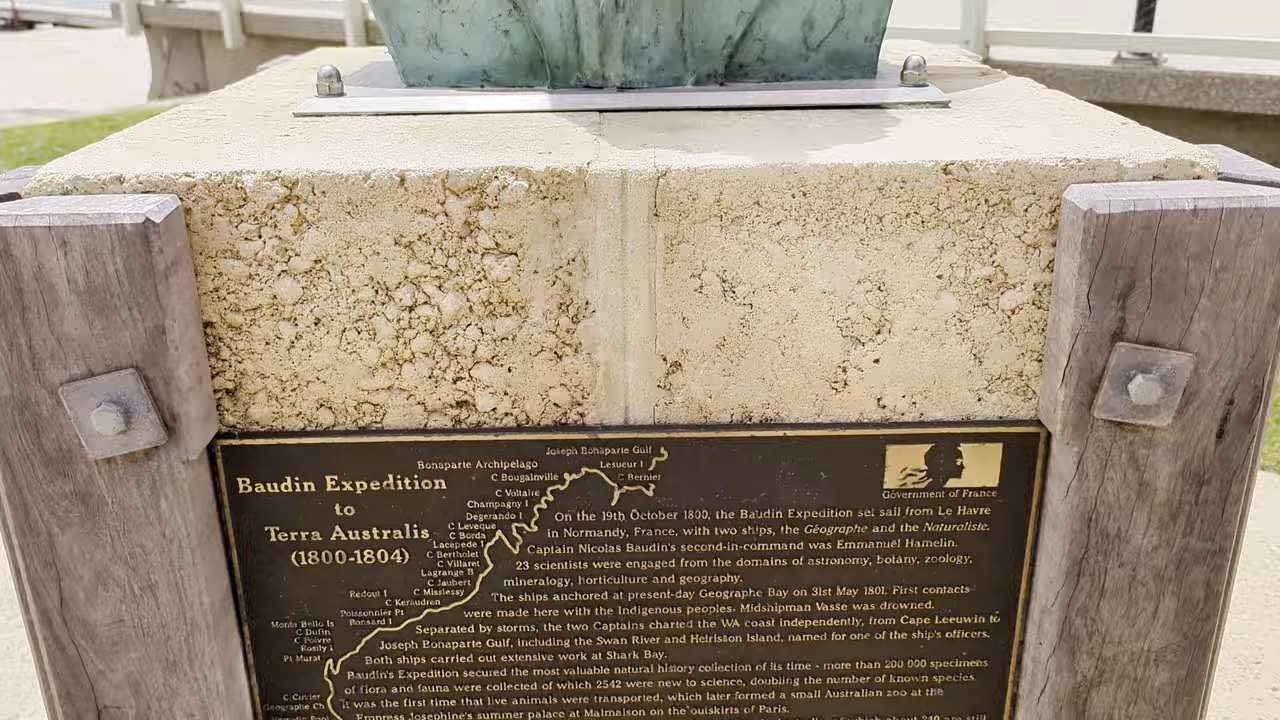 Baudin Expedition
to
Terra Australis
(1800-1804)
Joseph Bonaparte Gulf
Bonaparte Archipelago
Lesueur I
C Bougainville
C Bernier
C Voltaire
Champagny I
Degerando I
C Leveque
C Borda
Lacepede I
C Bertholet
C Villaret
Lagrange B
C Jaubert
C Missiessy
Redout I
C Keraudren
Poissonnier Pt
Ronsard I
Monte Bello Is
C Dufin
C Poivre
Rosily I
Pt Murat
C Cuvier
Geographe Ch
Government of France
On the 19th October 1800, the Baudin Expedition set sail from Le Havre
in Normandy, France, with two ships, the Géographe and the Naturaliste.
Captain Nicolas Baudin's second-in-command was Emmanuel Hamelin.
23 scientists were engaged from the domains of astronomy, botany, zoology,
mineralogy, horticulture and geography.
The ships anchored at present-day Geographe Bay on 31st May 1801. First contacts
were made here with the Indigenous peoples. Midshipman Vasse was drowned.
Separated by storms, the two Captains charted the WA coast independently, from Cape Leeuwin to
Joseph Bonaparte Gulf, including the Swan River and Heirisson Island, named for one of the ship's officers.
Both ships carried out extensive work at Shark Bay.
Baudin's Expedition secured the most valuable natural history collection of its time - more than 200 000 specimens
of flora and fauna were collected of which 2542 were new to science, doubling the number of known species.
It was the first time that live animals were transported, which later formed a small Australian zoo at the
Empress Josephine's summer palace at Malmaison on the outskirts of Paris.